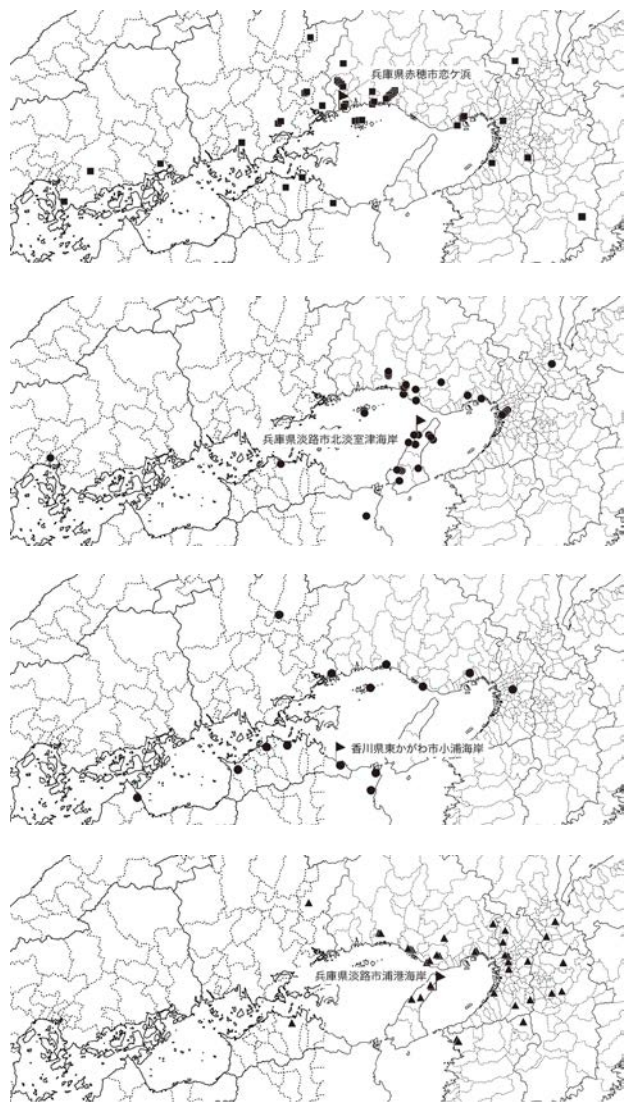 兵庫県赤穂市恋ケ浜
兵庫県淡路市北淡室津海岸
香川県東かがわ市小浦海岸
兵庫県淡路市浦港海岸